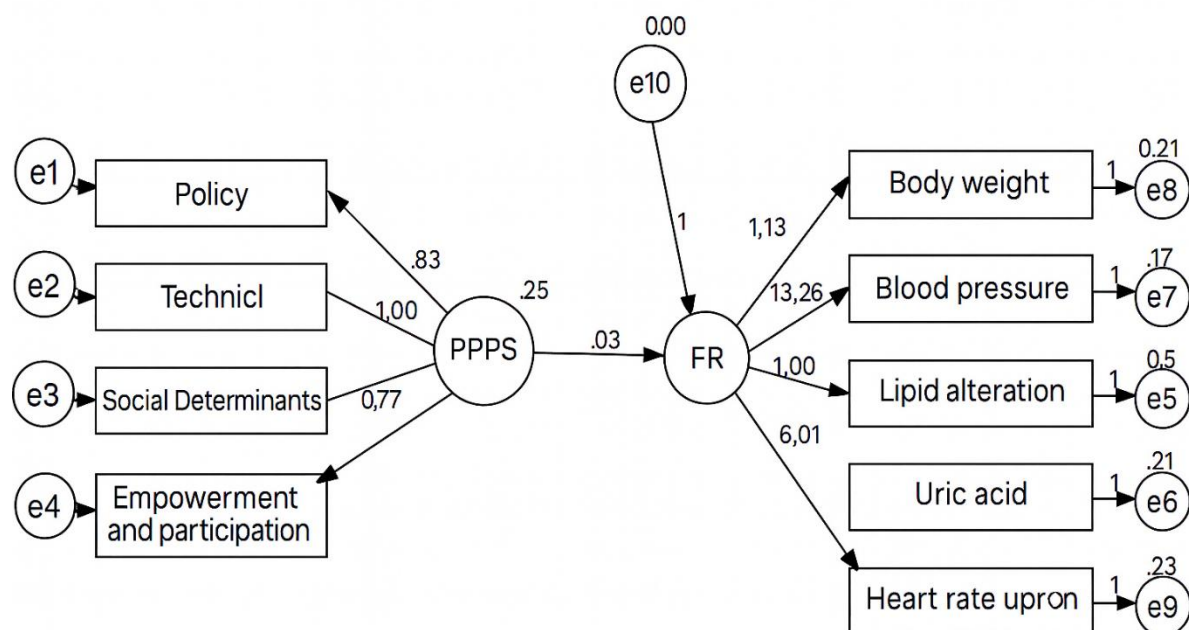 0.00
e10
e1
Policy
e2
Technicl
e3
Social Determinants
e4
Empowerment
and participation
.83
1,00
0,77
.25
PPPS
.03
1
FR
1,13
13,26
1,00
6,01
Body weight
1
0.21
e8
Blood pressure
1
.17
e7
Lipid alteration
1
0,5
e5
Uric acid
1
.21
e6
Heart rate upron
1
.23
e9